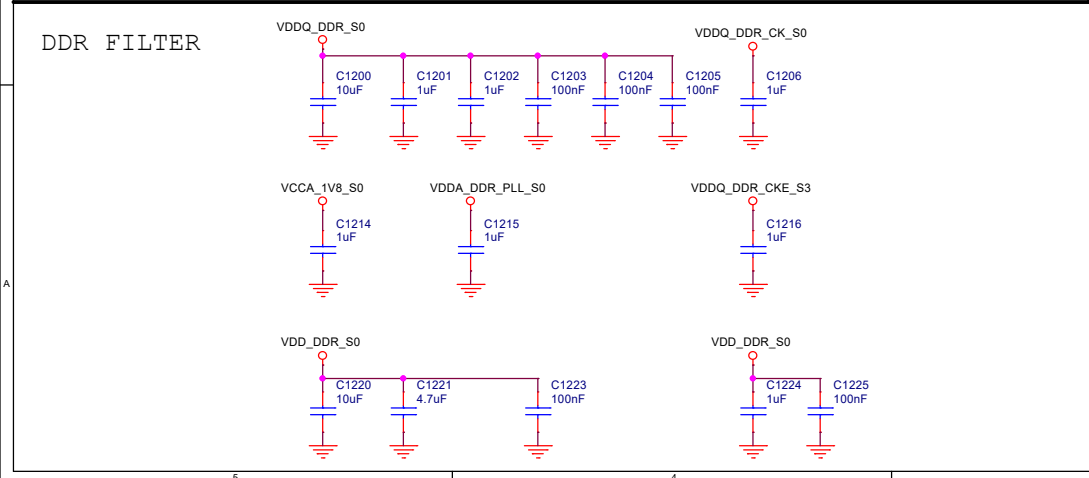 DDR FILTER
VDDQ_DDR_S0
VDDQ_DDR_CK_S0
C1200
10uF
C1201
1uF
C1202
1uF
C1203
100nF
C1204
100nF
C1205
100nF
C1206
1uF
VCCA_1V8_S0
VDDA_DDR_PLL_S0
VDDQ_DDR_CKE_S3
C1214
1uF
C1215
1uF
C1216
1uF
A
VDD_DDR_S0
VDD_DDR_S0
C1220
10uF
C1221
4.7uF
C1223
100nF
C1224
1uF
C1225
100nF
5
4